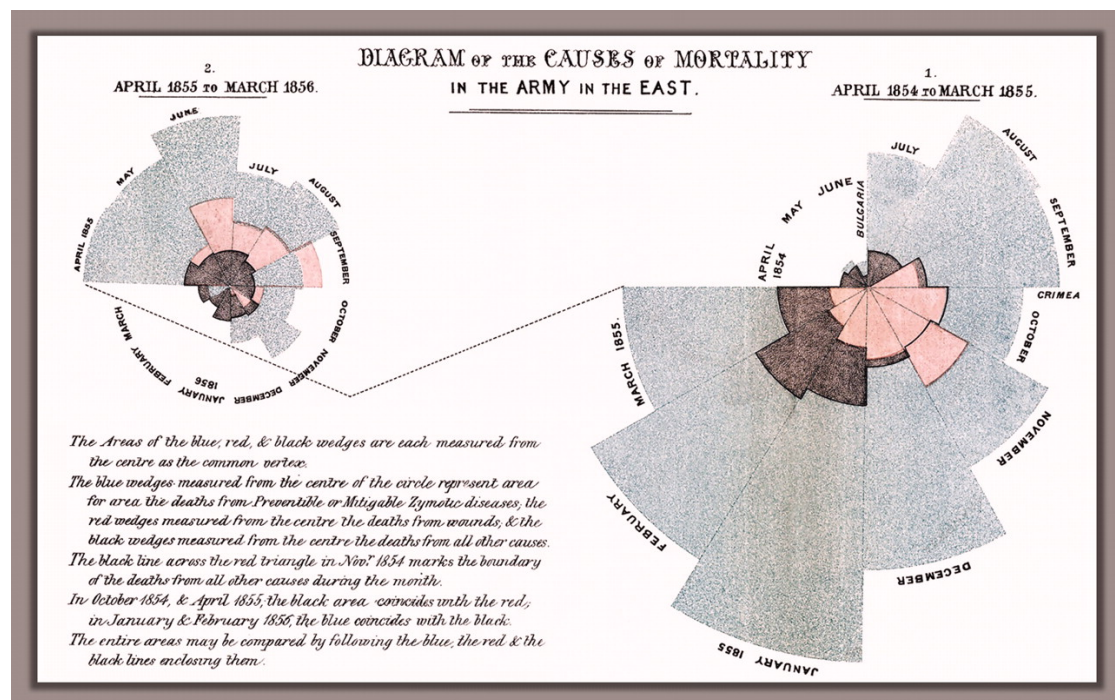 DIAGRAM OF THE CAUSES OF MORTALITY
IN THE ARMY IN THE EAST.
2.
APRIL 1855 TO MARCH 1856.
1.
APRIL 1854 TO MARCH 1855.
APRIL 1855
MAY
JUNE
JULY
AUGUST
SEPTEMBER
OCTOBER
NOVEMBER
DECEMBER
JANUARY
1856
FEBRUARY
MARCH
APRIL
1854
MAY
JUNE
BULGARIA
JULY
AUGUST
SEPTEMBER
CRIMEA
OCTOBER
NOVEMBER
DECEMBER
JANUARY 1855
FEBRUARY
MARCH 1855.
The Areas of the blue, red, & black wedges are each measured from
the centre as the common vertex.
The blue wedges measured from the centre of the circle represent area
for area the deaths from Preventible or Mitigable Zymotic diseases; the
red wedges measured from the centre the deaths from wounds; & the
black wedges measured from the centre the deaths from all other causes.
The black line across the red triangle in Novr. 1854 marks the boundary
of the deaths from all other causes during the month.
In October 1854, & April 1855, the black area coincides with the red;
in January & February 1856, the blue coincides with the black.
The entire areas may be compared by following the blue, the red & the
black lines enclosing them.